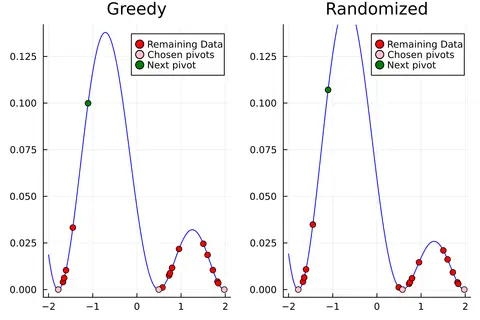 Greedy
Remaining Data
Chosen pivots
Next pivot
0.125
0.100
0.075
0.050
0.025
0.000
−2 −1 0 1 2
Randomized
Remaining Data
Chosen pivots
Next pivot
0.125
0.100
0.075
0.050
0.025
0.000
−2 −1 0 1 2